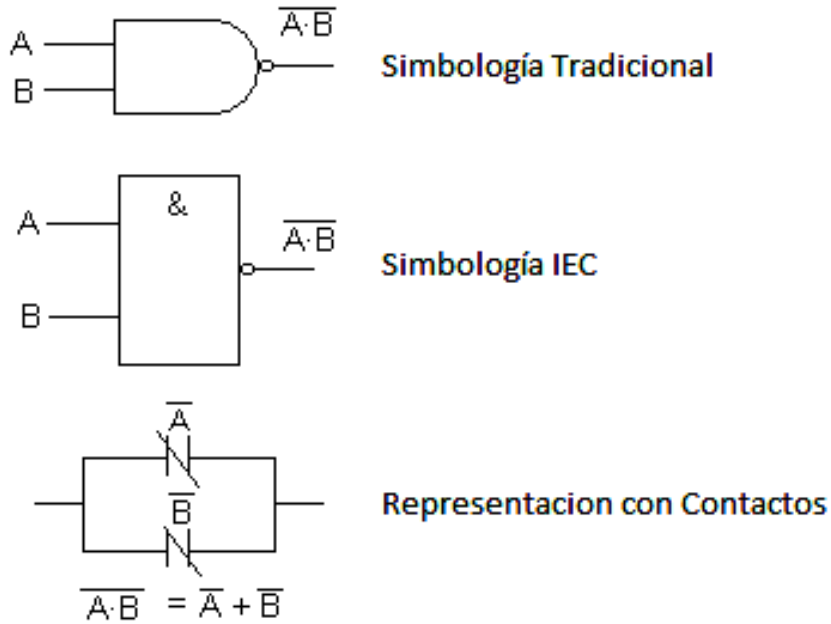 A̅·̅B̅
A
B
Simbología Tradicional
&
A
A̅·̅B̅
B
Simbología IEC
A̅
B̅
Representacion con Contactos
A̅·̅B̅ = A̅ + B̅